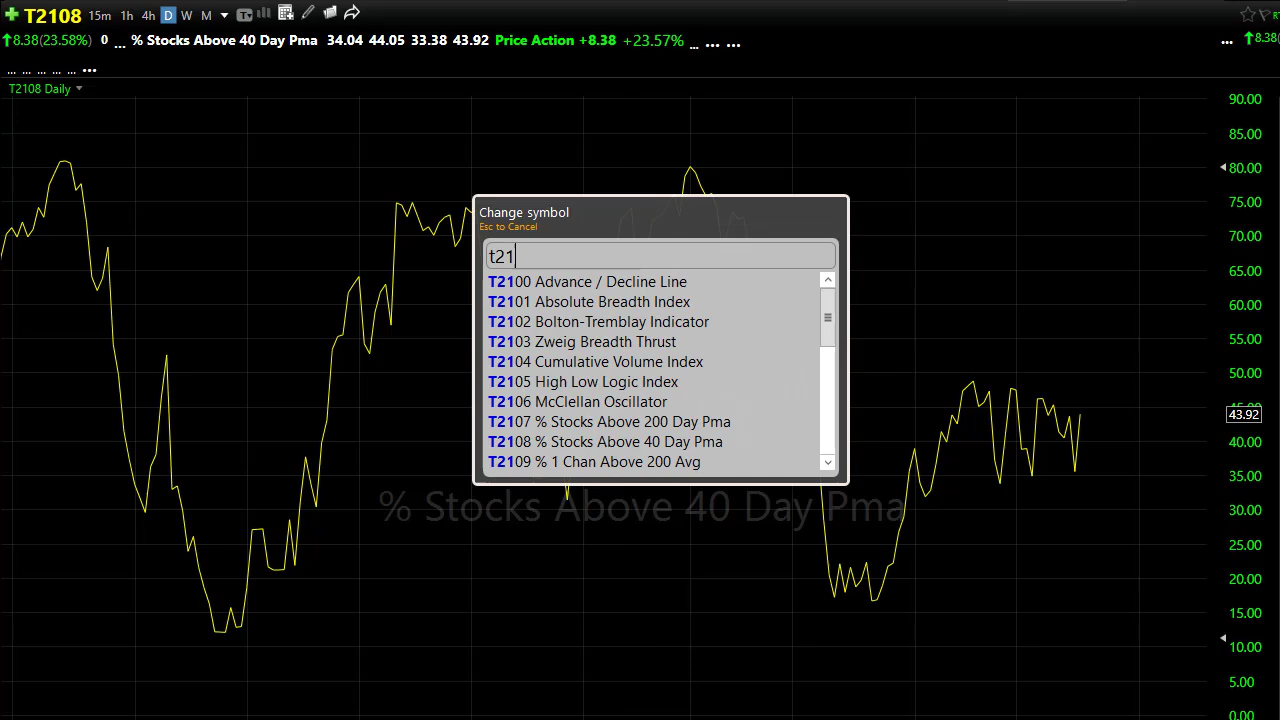 T2108 15m 1h 4h D W M T
8.38(23.58%) 0 ... % Stocks Above 40 Day Pma 34.04 44.05 33.38 43.92 Price Action +8.38 +23.57% ... ... ... ... 8.38(
... ... ... ... ... ...
T2108 Daily
Change symbol
Esc to Cancel
t21
T2100 Advance / Decline Line
T2101 Absolute Breadth Index
T2102 Bolton-Tremblay Indicator
T2103 Zweig Breadth Thrust
T2104 Cumulative Volume Index
T2105 High Low Logic Index
T2106 McClellan Oscillator
T2107 % Stocks Above 200 Day Pma
T2108 % Stocks Above 40 Day Pma
T2109 % 1 Chan Above 200 Avg
% Stocks Above 40 Day Pma
90.00
85.00
80.00
75.00
70.00
65.00
60.00
55.00
50.00
43.92
40.00
35.00
30.00
25.00
20.00
15.00
10.00
5.00
0.00